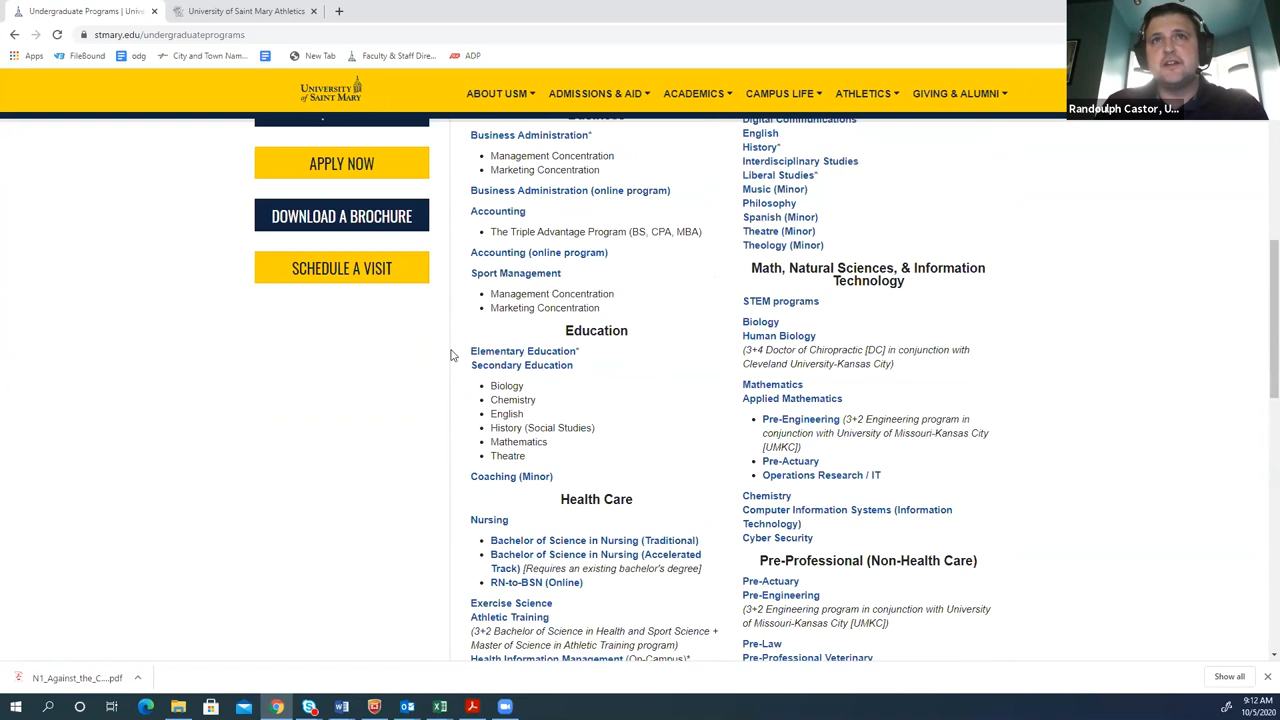 Undergraduate Programs | Unive
University of Saint Mary Athletics
stmary.edu/undergraduateprograms
Apps
FileBound
odg
City and Town Nam...
New Tab
Faculty & Staff Dire...
ADP
UNIVERSITY
OF SAINT MARY
ABOUT USM
ADMISSIONS & AID
ACADEMICS
CAMPUS LIFE
ATHLETICS
GIVING & ALUMNI
Randoulph Castor, U...
APPLY NOW
DOWNLOAD A BROCHURE
SCHEDULE A VISIT
Business
Business Administration*
Management Concentration
Marketing Concentration
Business Administration (online program)
Accounting
The Triple Advantage Program (BS, CPA, MBA)
Accounting (online program)
Sport Management
Management Concentration
Marketing Concentration
Education
Elementary Education*
Secondary Education
Biology
Chemistry
English
History (Social Studies)
Mathematics
Theatre
Coaching (Minor)
Health Care
Nursing
Bachelor of Science in Nursing (Traditional)
Bachelor of Science in Nursing (Accelerated
Track) [Requires an existing bachelor's degree]
RN-to-BSN (Online)
Exercise Science
Athletic Training
(3+2 Bachelor of Science in Health and Sport Science +
Master of Science in Athletic Training program)
Health Information Management (On-Campus)*
Digital Communications
English
History*
Interdisciplinary Studies
Liberal Studies*
Music (Minor)
Philosophy
Spanish (Minor)
Theatre (Minor)
Theology (Minor)
Math, Natural Sciences, & Information
Technology
STEM programs
Biology
Human Biology
(3+4 Doctor of Chiropractic [DC] in conjunction with
Cleveland University-Kansas City)
Mathematics
Applied Mathematics
Pre-Engineering (3+2 Engineering program in
conjunction with University of Missouri-Kansas City
[UMKC])
Pre-Actuary
Operations Research / IT
Chemistry
Computer Information Systems (Information
Technology)
Cyber Security
Pre-Professional (Non-Health Care)
Pre-Actuary
Pre-Engineering
(3+2 Engineering program in conjunction with University
of Missouri-Kansas City [UMKC])
Pre-Law
Pre-Professional Veterinary
N1_Against_the_C....pdf
Show all
9:12 AM
10/5/2020